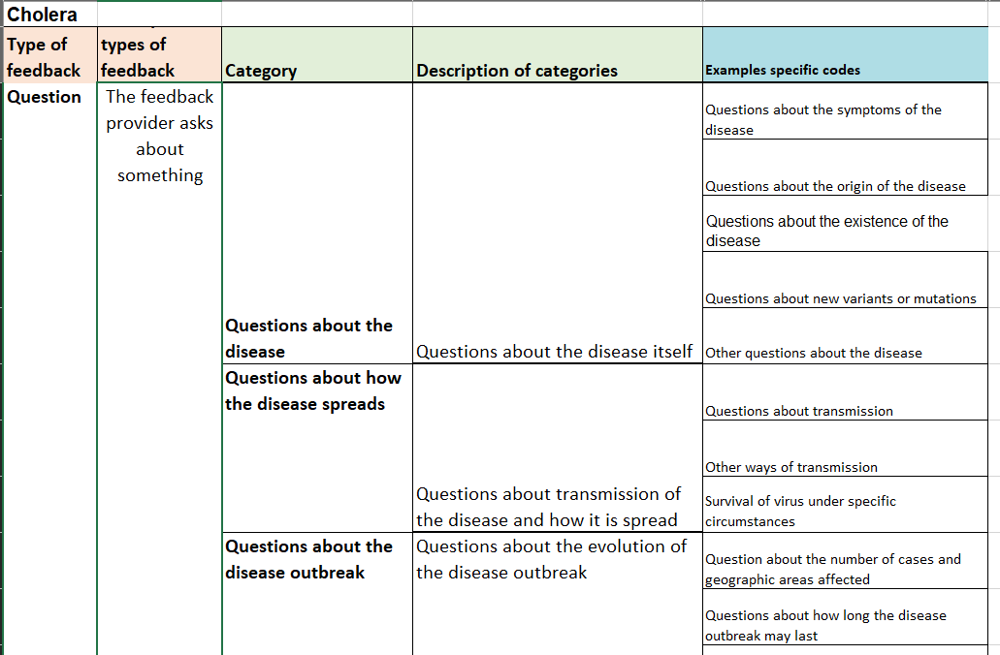 Cholera
Type of
feedback
types of
feedback
Category
Description of categories
Examples specific codes
Question
The feedback
provider asks
about
something
Questions about the
disease
Questions about the disease itself
Questions about the symptoms of the
disease
Questions about the origin of the disease
Questions about the existence of the
disease
Questions about new variants or mutations
Other questions about the disease
Questions about how
the disease spreads
Questions about transmission of
the disease and how it is spread
Questions about transmission
Other ways of transmission
Survival of virus under specific
circumstances
Questions about the
disease outbreak
Questions about the evolution of
the disease outbreak
Question about the number of cases and
geographic areas affected
Questions about how long the disease
outbreak may last